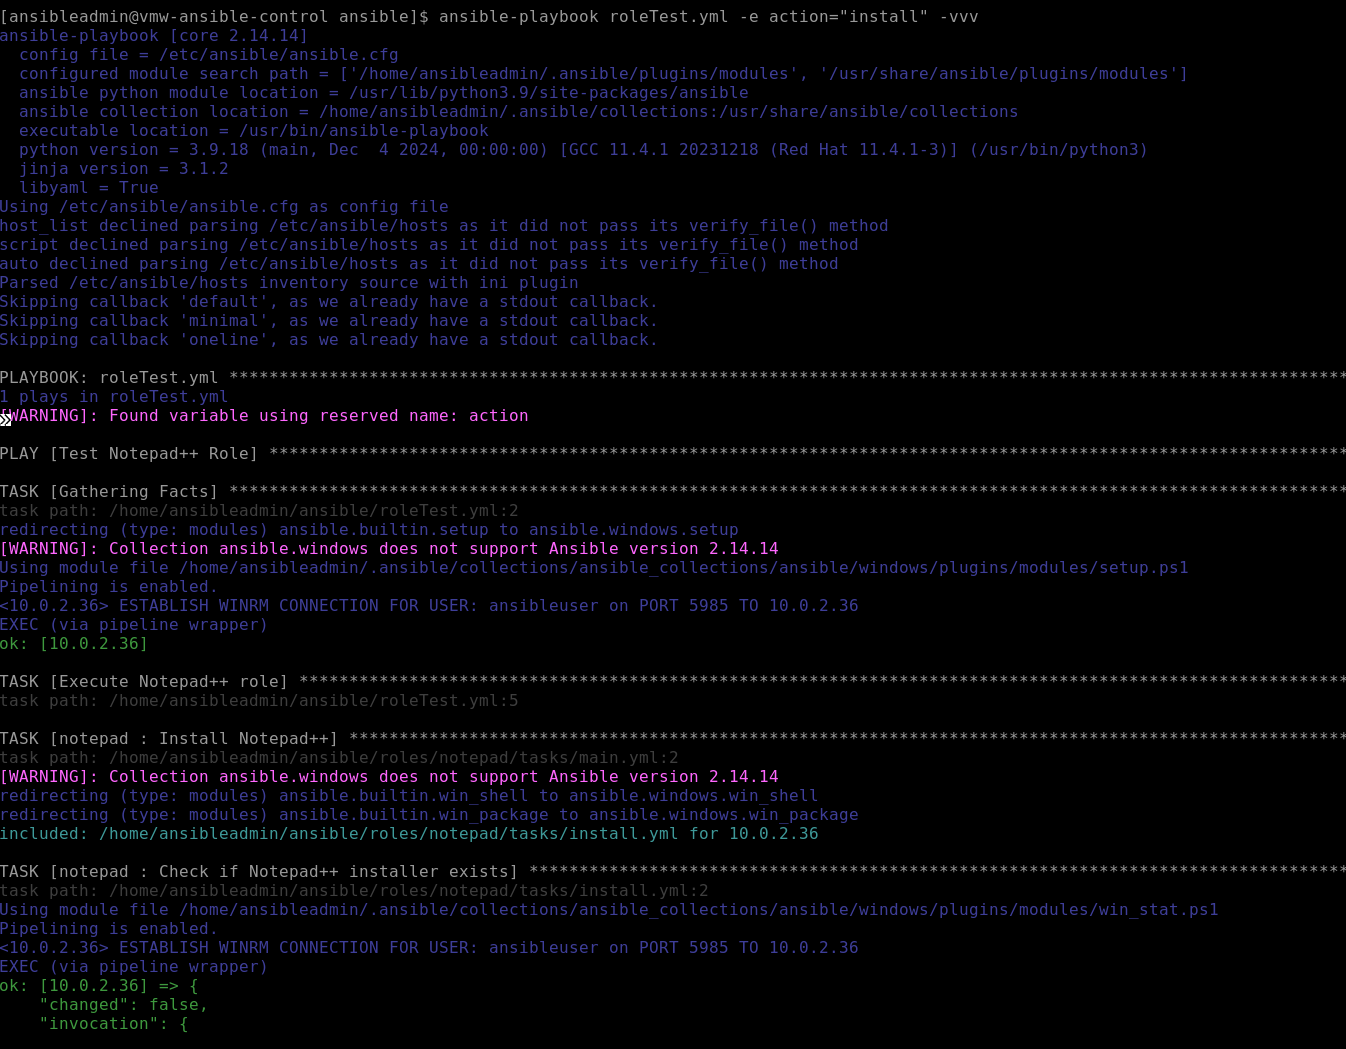 [ansibleadmin@vmw-ansible-control ansible]$ ansible-playbook roleTest.yml -e action="install" -vvv
ansible-playbook [core 2.14.14]
  config file = /etc/ansible/ansible.cfg
  configured module search path = ['/home/ansibleadmin/.ansible/plugins/modules', '/usr/share/ansible/plugins/modules']
  ansible python module location = /usr/lib/python3.9/site-packages/ansible
  ansible collection location = /home/ansibleadmin/.ansible/collections:/usr/share/ansible/collections
  executable location = /usr/bin/ansible-playbook
  python version = 3.9.18 (main, Dec  4 2024, 00:00:00) [GCC 11.4.1 20231218 (Red Hat 11.4.1-3)] (/usr/bin/python3)
  jinja version = 3.1.2
  libyaml = True
Using /etc/ansible/ansible.cfg as config file
host_list declined parsing /etc/ansible/hosts as it did not pass its verify_file() method
script declined parsing /etc/ansible/hosts as it did not pass its verify_file() method
auto declined parsing /etc/ansible/hosts as it did not pass its verify_file() method
Parsed /etc/ansible/hosts inventory source with ini plugin
Skipping callback 'default', as we already have a stdout callback.
Skipping callback 'minimal', as we already have a stdout callback.
Skipping callback 'oneline', as we already have a stdout callback.
PLAYBOOK: roleTest.yml ****************************************************************************************************************
1 plays in roleTest.yml
[WARNING]: Found variable using reserved name: action
PLAY [Test Notepad++ Role] ************************************************************************************************************
TASK [Gathering Facts] ****************************************************************************************************************
task path: /home/ansibleadmin/ansible/roleTest.yml:2
redirecting (type: modules) ansible.builtin.setup to ansible.windows.setup
[WARNING]: Collection ansible.windows does not support Ansible version 2.14.14
Using module file /home/ansibleadmin/.ansible/collections/ansible_collections/ansible/windows/plugins/modules/setup.ps1
Pipelining is enabled.
<10.0.2.36> ESTABLISH WINRM CONNECTION FOR USER: ansibleuser on PORT 5985 TO 10.0.2.36
EXEC (via pipeline wrapper)
ok: [10.0.2.36]
TASK [Execute Notepad++ role] *********************************************************************************************************
task path: /home/ansibleadmin/ansible/roleTest.yml:5
TASK [notepad : Install Notepad++] ****************************************************************************************************
task path: /home/ansibleadmin/ansible/roles/notepad/tasks/main.yml:2
[WARNING]: Collection ansible.windows does not support Ansible version 2.14.14
redirecting (type: modules) ansible.builtin.win_shell to ansible.windows.win_shell
redirecting (type: modules) ansible.builtin.win_package to ansible.windows.win_package
included: /home/ansibleadmin/ansible/roles/notepad/tasks/install.yml for 10.0.2.36
TASK [notepad : Check if Notepad++ installer exists] **********************************************************************************
task path: /home/ansibleadmin/ansible/roles/notepad/tasks/install.yml:2
Using module file /home/ansibleadmin/.ansible/collections/ansible_collections/ansible/windows/plugins/modules/win_stat.ps1
Pipelining is enabled.
<10.0.2.36> ESTABLISH WINRM CONNECTION FOR USER: ansibleuser on PORT 5985 TO 10.0.2.36
EXEC (via pipeline wrapper)
ok: [10.0.2.36] => {
    "changed": false,
    "invocation": {